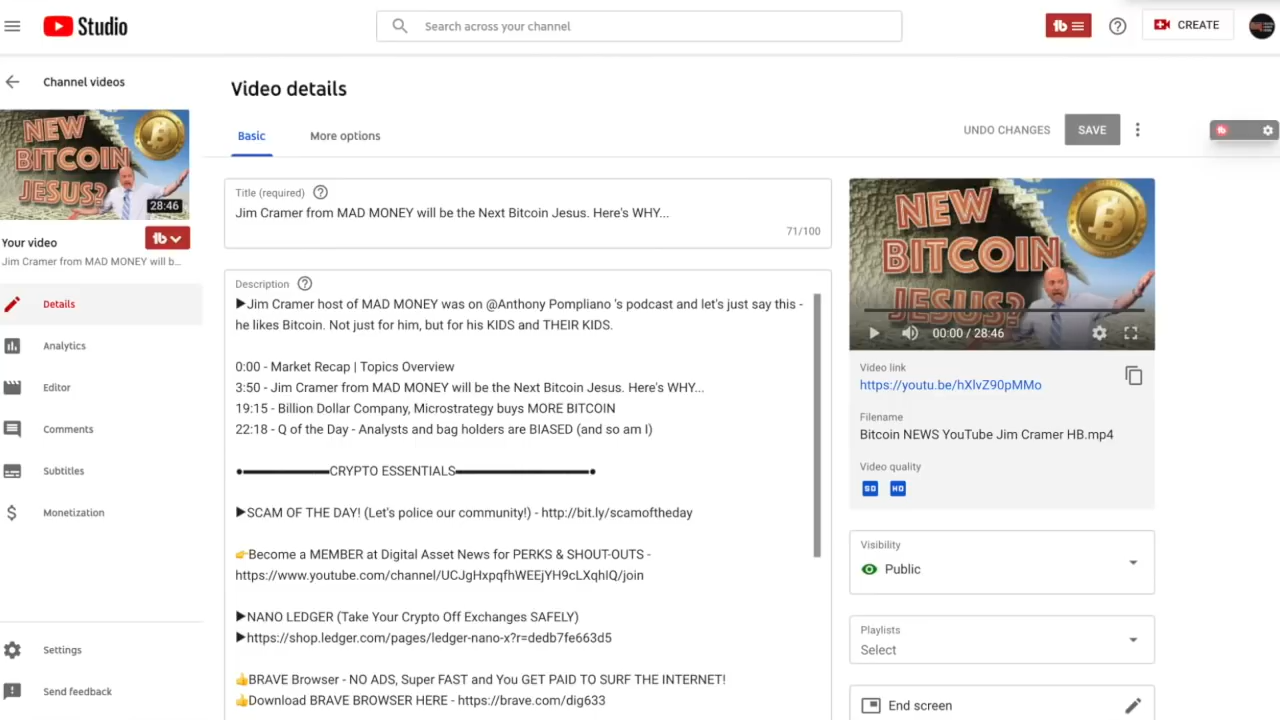 Studio
Search across your channel
CREATE
Channel videos
NEW
BITCOIN
JESUS?
28:46
Your video
Jim Cramer from MAD MONEY will b...
Details
Analytics
Editor
Comments
Subtitles
Monetization
Settings
Send feedback
Video details
Basic
More options
UNDO CHANGES
SAVE
Title (required)
Jim Cramer from MAD MONEY will be the Next Bitcoin Jesus. Here's WHY...
71/100
Description
▶Jim Cramer host of MAD MONEY was on @Anthony Pompliano 's podcast and let's just say this -
he likes Bitcoin. Not just for him, but for his KIDS and THEIR KIDS.
0:00 - Market Recap | Topics Overview
3:50 - Jim Cramer from MAD MONEY will be the Next Bitcoin Jesus. Here's WHY...
19:15 - Billion Dollar Company, Microstrategy buys MORE BITCOIN
22:18 - Q of the Day - Analysts and bag holders are BIASED (and so am I)
CRYPTO ESSENTIALS
▶SCAM OF THE DAY! (Let's police our community!) - http://bit.ly/scamoftheday
👉Become a MEMBER at Digital Asset News for PERKS & SHOUT-OUTS -
https://www.youtube.com/channel/UCJgHxpqfhWEEjYH9cLXqhIQ/join
▶NANO LEDGER (Take Your Crypto Off Exchanges SAFELY)
▶https://shop.ledger.com/pages/ledger-nano-x?r=dedb7fe663d5
👍BRAVE Browser - NO ADS, Super FAST and You GET PAID TO SURF THE INTERNET!
👍Download BRAVE BROWSER HERE - https://brave.com/dig633
NEW
BITCOIN
JESUS?
00:00 / 28:46
Video link
https://youtu.be/hXlvZ90pMMo
Filename
Bitcoin NEWS YouTube Jim Cramer HB.mp4
Video quality
SD HD
Visibility
Public
Playlists
Select
End screen